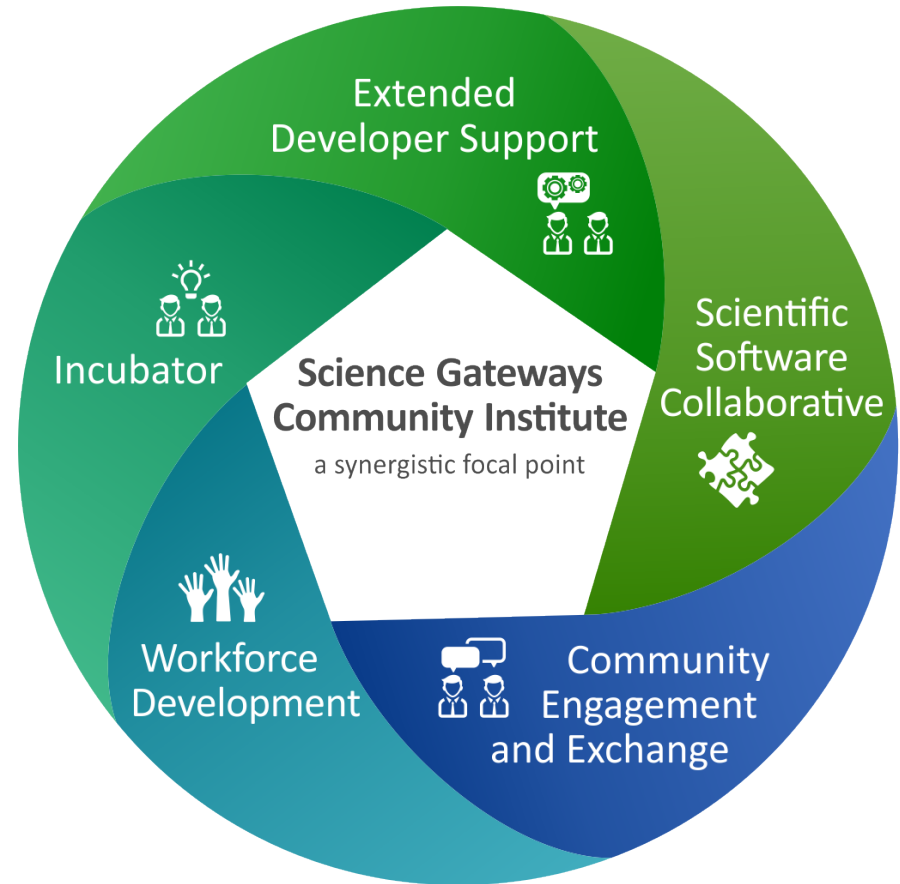 Extended
Developer Support
Scientific
Software
Collaborative
Community
Engagement
and Exchange
Workforce
Development
Incubator
Science Gateways
Community Institute
a synergistic focal point